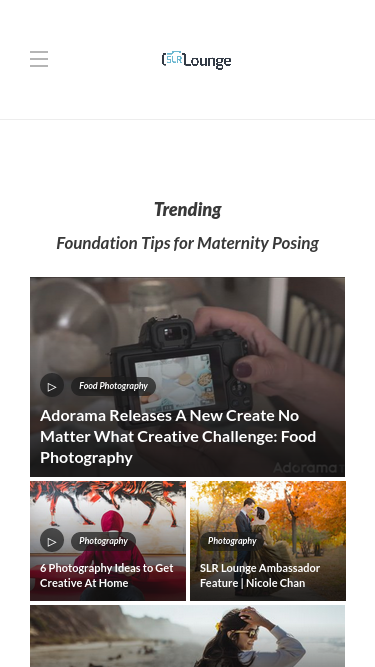 SLR Lounge
Trending
Foundation Tips for Maternity Posing
Food Photography
Adorama Releases A New Create No
Matter What Creative Challenge: Food
Photography
Adorama
Photography
6 Photography Ideas to Get
Creative At Home
Photography
SLR Lounge Ambassador
Feature | Nicole Chan